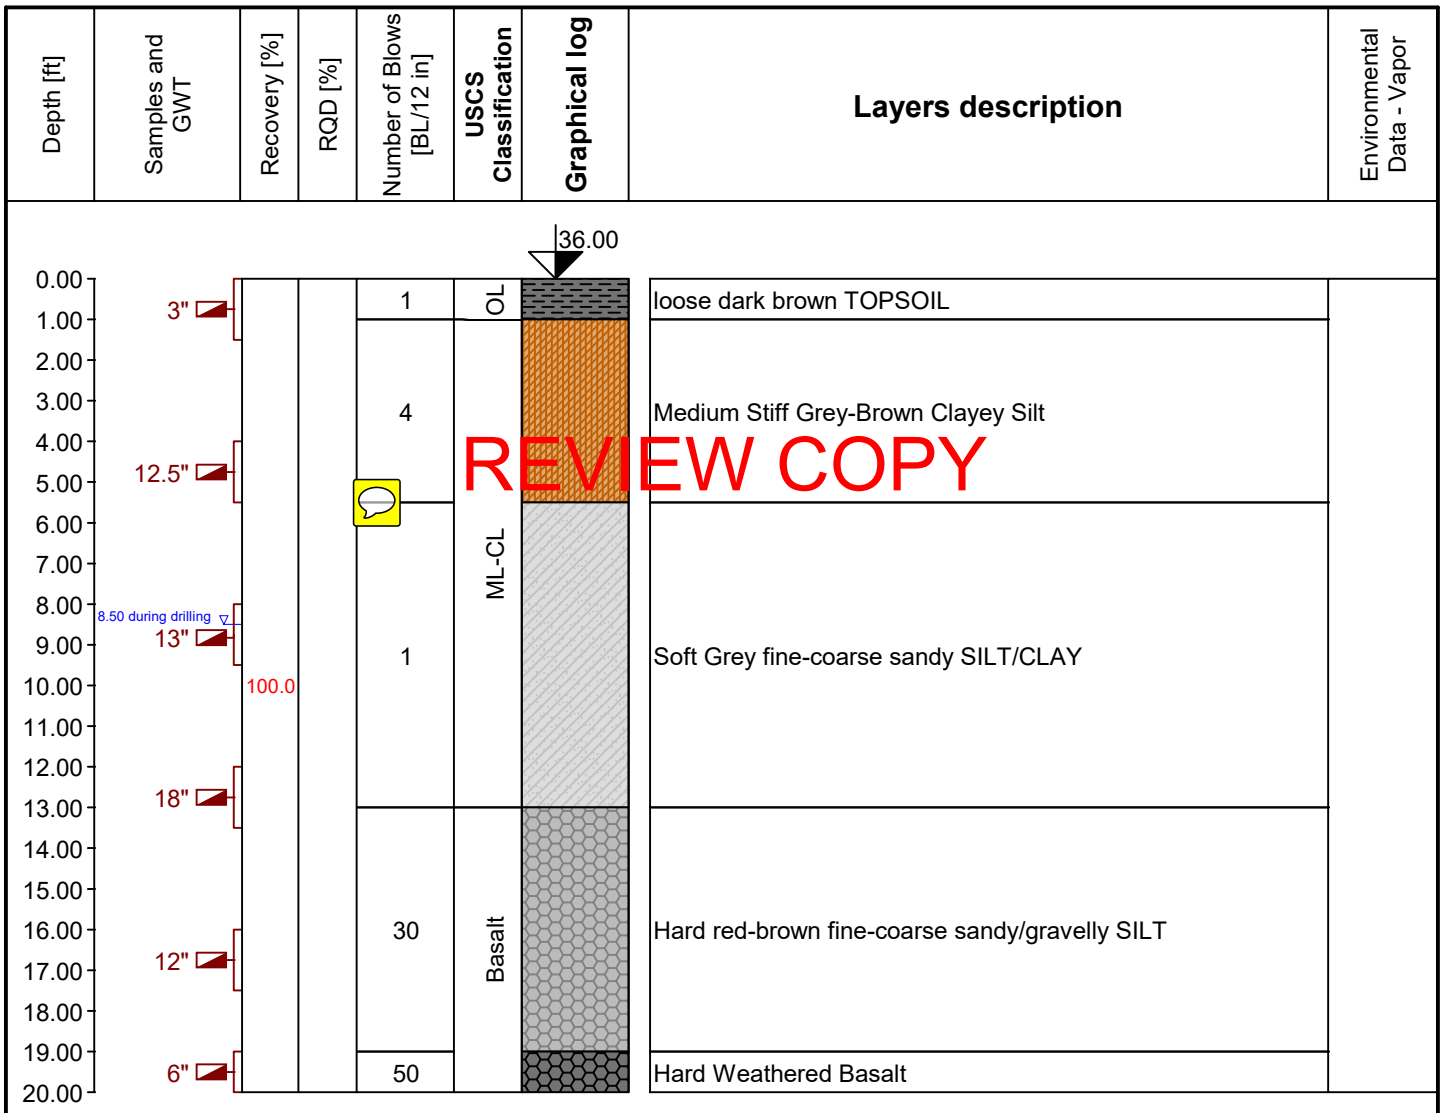 Depth [ft]
Samples and
GWT
Recovery [%]
RQD [%]
Number of Blows
[BL/12 in]
USCS
Classification
Graphical log
Layers description
Environmental
Data - Vapor
36.00
0.00
3"
1
OL
loose dark brown TOPSOIL
1.00
2.00
3.00
4
Medium Stiff Grey-Brown Clayey Silt
4.00
REVIEW COPY
12.5"
5.00
6.00
7.00
ML-CL
8.00
8.50 during drilling
13"
9.00
1
Soft Grey fine-coarse sandy SILT/CLAY
10.00
100.0
11.00
12.00
18"
13.00
14.00
15.00
16.00
30
Basalt
Hard red-brown fine-coarse sandy/gravelly SILT
12"
17.00
18.00
19.00
6"
50
Hard Weathered Basalt
20.00